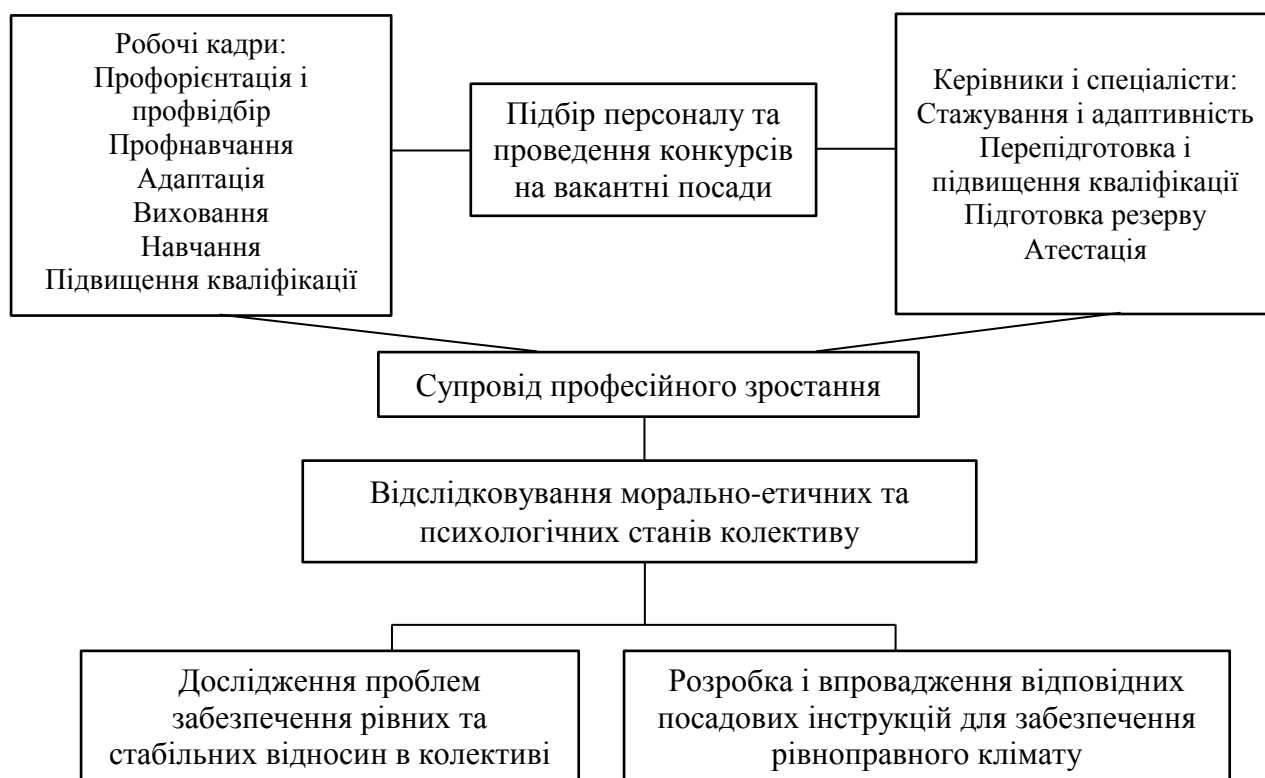 Робочі кадри:
Профорієнтація і
профвідбір
Профнавчання
Адаптація
Виховання
Навчання
Підвищення кваліфікації
Підбір персоналу та
проведення конкурсів
на вакантні посади
Керівники і спеціалісти:
Стажування і адаптивність
Перепідготовка і
підвищення кваліфікації
Підготовка резерву
Атестація
Супровід професійного зростання
Відслідковування морально-етичних та
психологічних станів колективу
Дослідження проблем
забезпечення рівних та
стабільних відносин в колективі
Розробка і впровадження відповідних
посадових інструкцій для забезпечення
рівноправного клімату